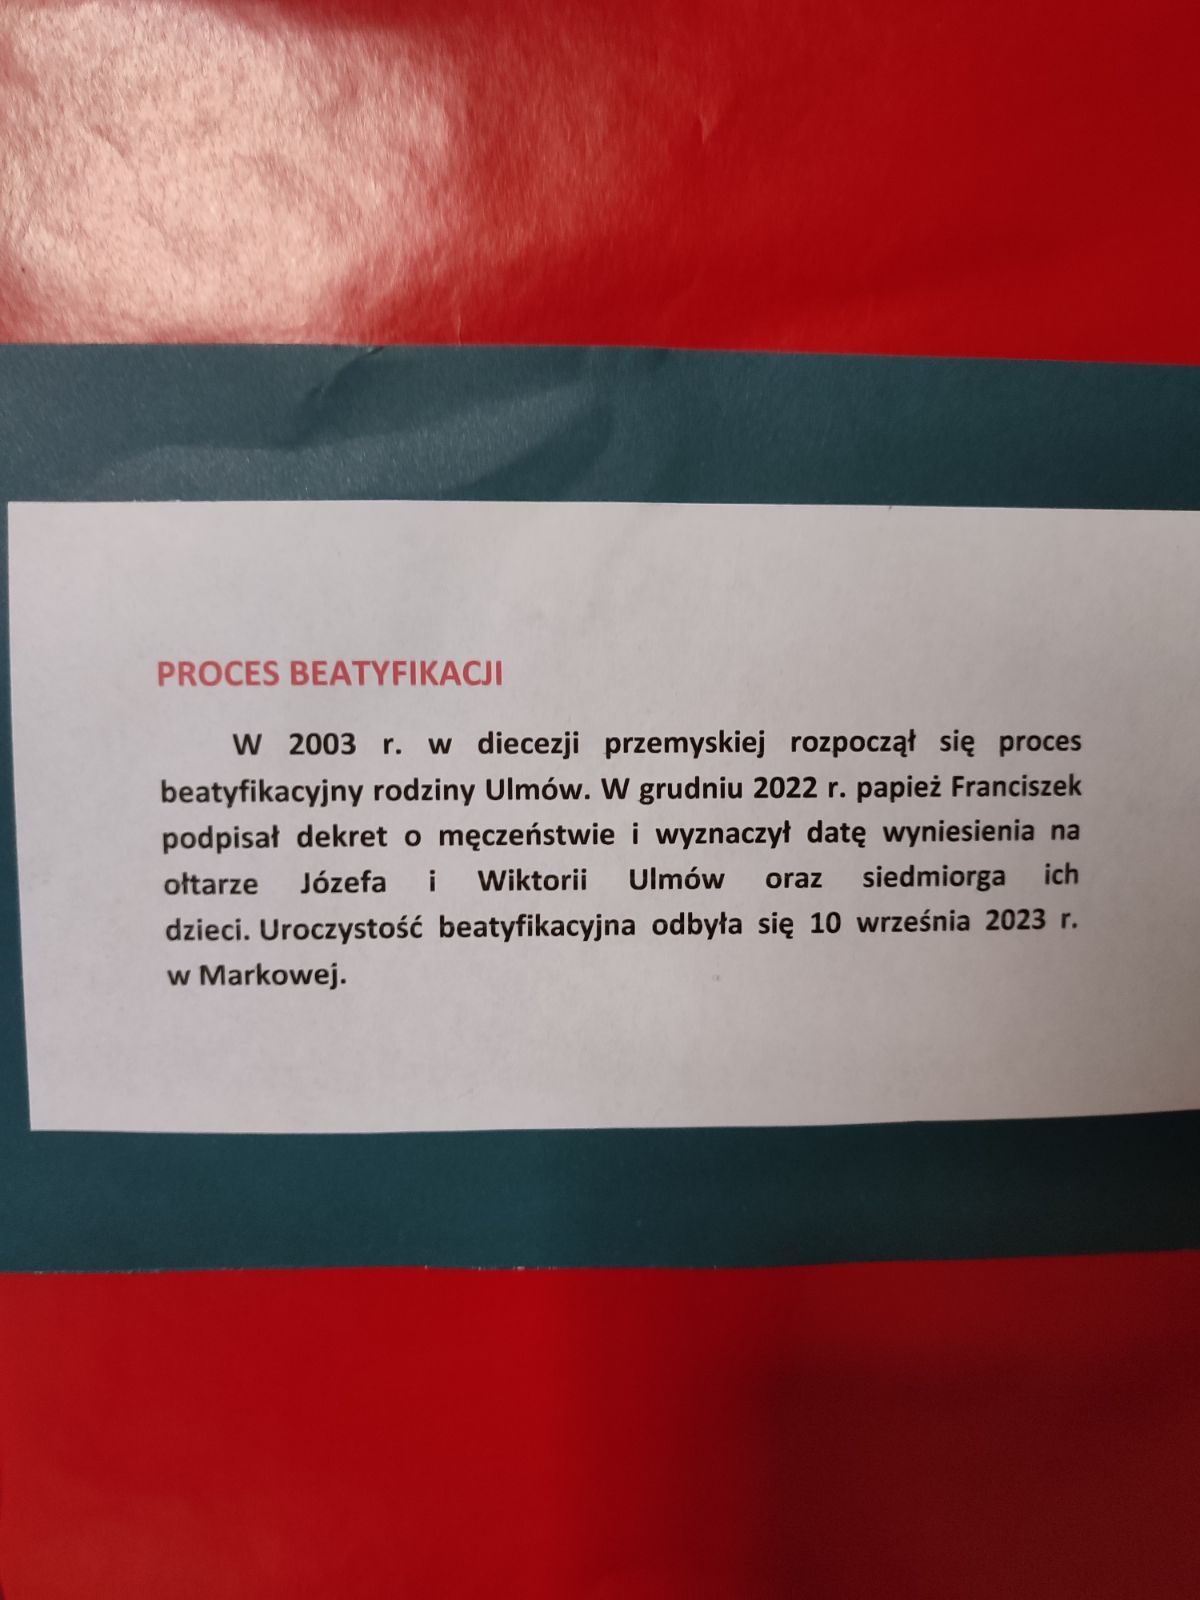 PROCES BEATYFIKACJI
W 2003 r. w diecezji przemyskiej rozpoczął się proces
beatyfikacyjny rodziny Ulmów. W grudniu 2022 r. papież Franciszek
podpisał dekret o męczeństwie i wyznaczył datę wyniesienia na
ołtarze Józefa i Wiktorii Ulmów oraz siedmiorga ich
dzieci. Uroczystość beatyfikacyjna odbyła się 10 września 2023 r.
w Markowej.